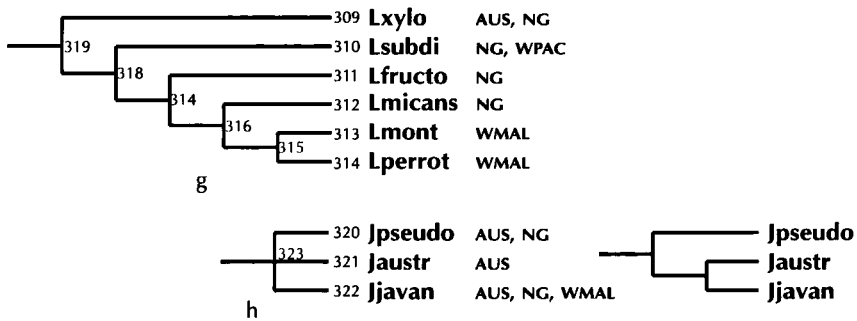 309 Lxylo AUS, NG
319
310 Lsubdi NG, WPAC
318
311 Lfructo NG
314
312 Lmicans NG
316
313 Lmont WMAL
315
314 Lperrot WMAL
g
320 Jpseudo AUS, NG Jpseudo
323
321 Jaustr AUS Jaustr
322 Jjavan AUS, NG, WMAL Jjavan
h